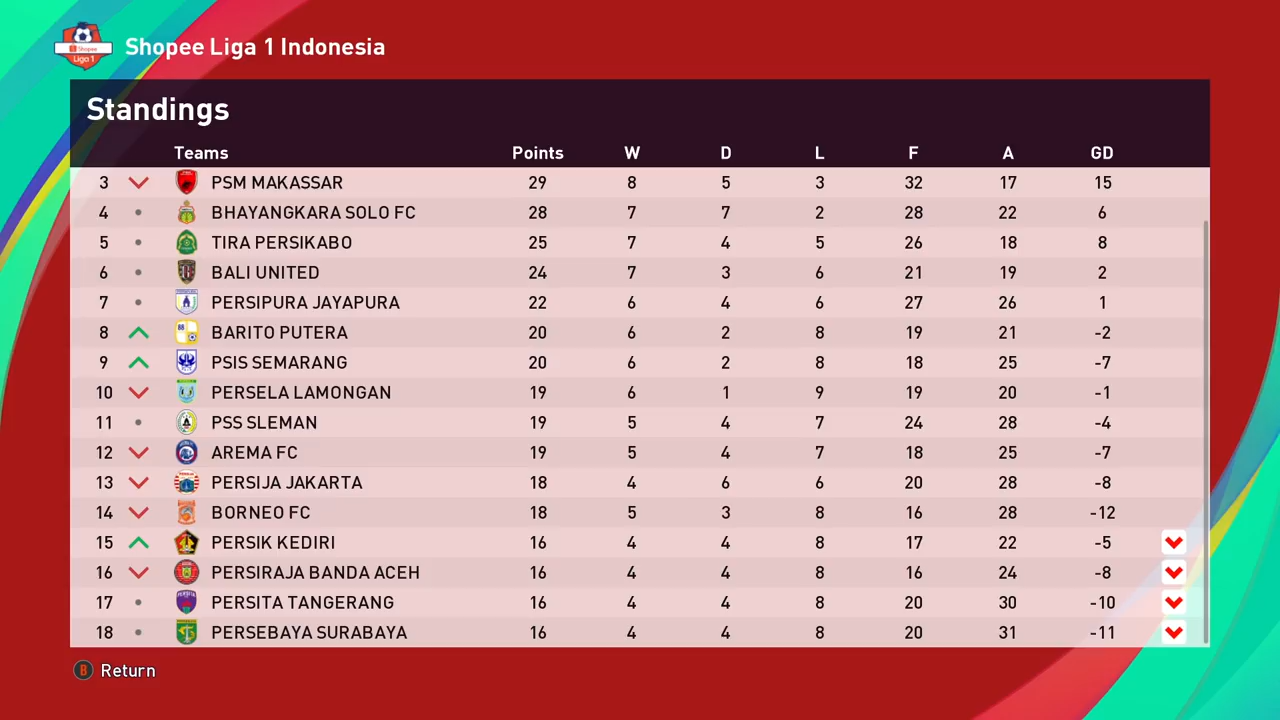 Shopee Liga 1 Shopee Liga 1 Indonesia
Standings
Teams Points W D L F A GD
3 PSM MAKASSAR 29 8 5 3 32 17 15
4 BHAYANGKARA SOLO FC 28 7 7 2 28 22 6
5 TIRA PERSIKABO 25 7 4 5 26 18 8
6 BALI UNITED 24 7 3 6 21 19 2
7 PERSIPURA JAYAPURA 22 6 4 6 27 26 1
8 88 BARITO PUTERA 20 6 2 8 19 21 -2
9 PSIS SEMARANG 20 6 2 8 18 25 -7
10 PERSELA LAMONGAN 19 6 1 9 19 20 -1
11 PSS SLEMAN 19 5 4 7 24 28 -4
12 AREMA FC 19 5 4 7 18 25 -7
13 PERSIJA JAKARTA 18 4 6 6 20 28 -8
14 BORNEO FC 18 5 3 8 16 28 -12
15 PERSIK KEDIRI 16 4 4 8 17 22 -5
16 PERSIRAJA BANDA ACEH 16 4 4 8 16 24 -8
17 PERSITA TANGERANG 16 4 4 8 20 30 -10
18 PERSEBAYA SURABAYA 16 4 4 8 20 31 -11
B Return